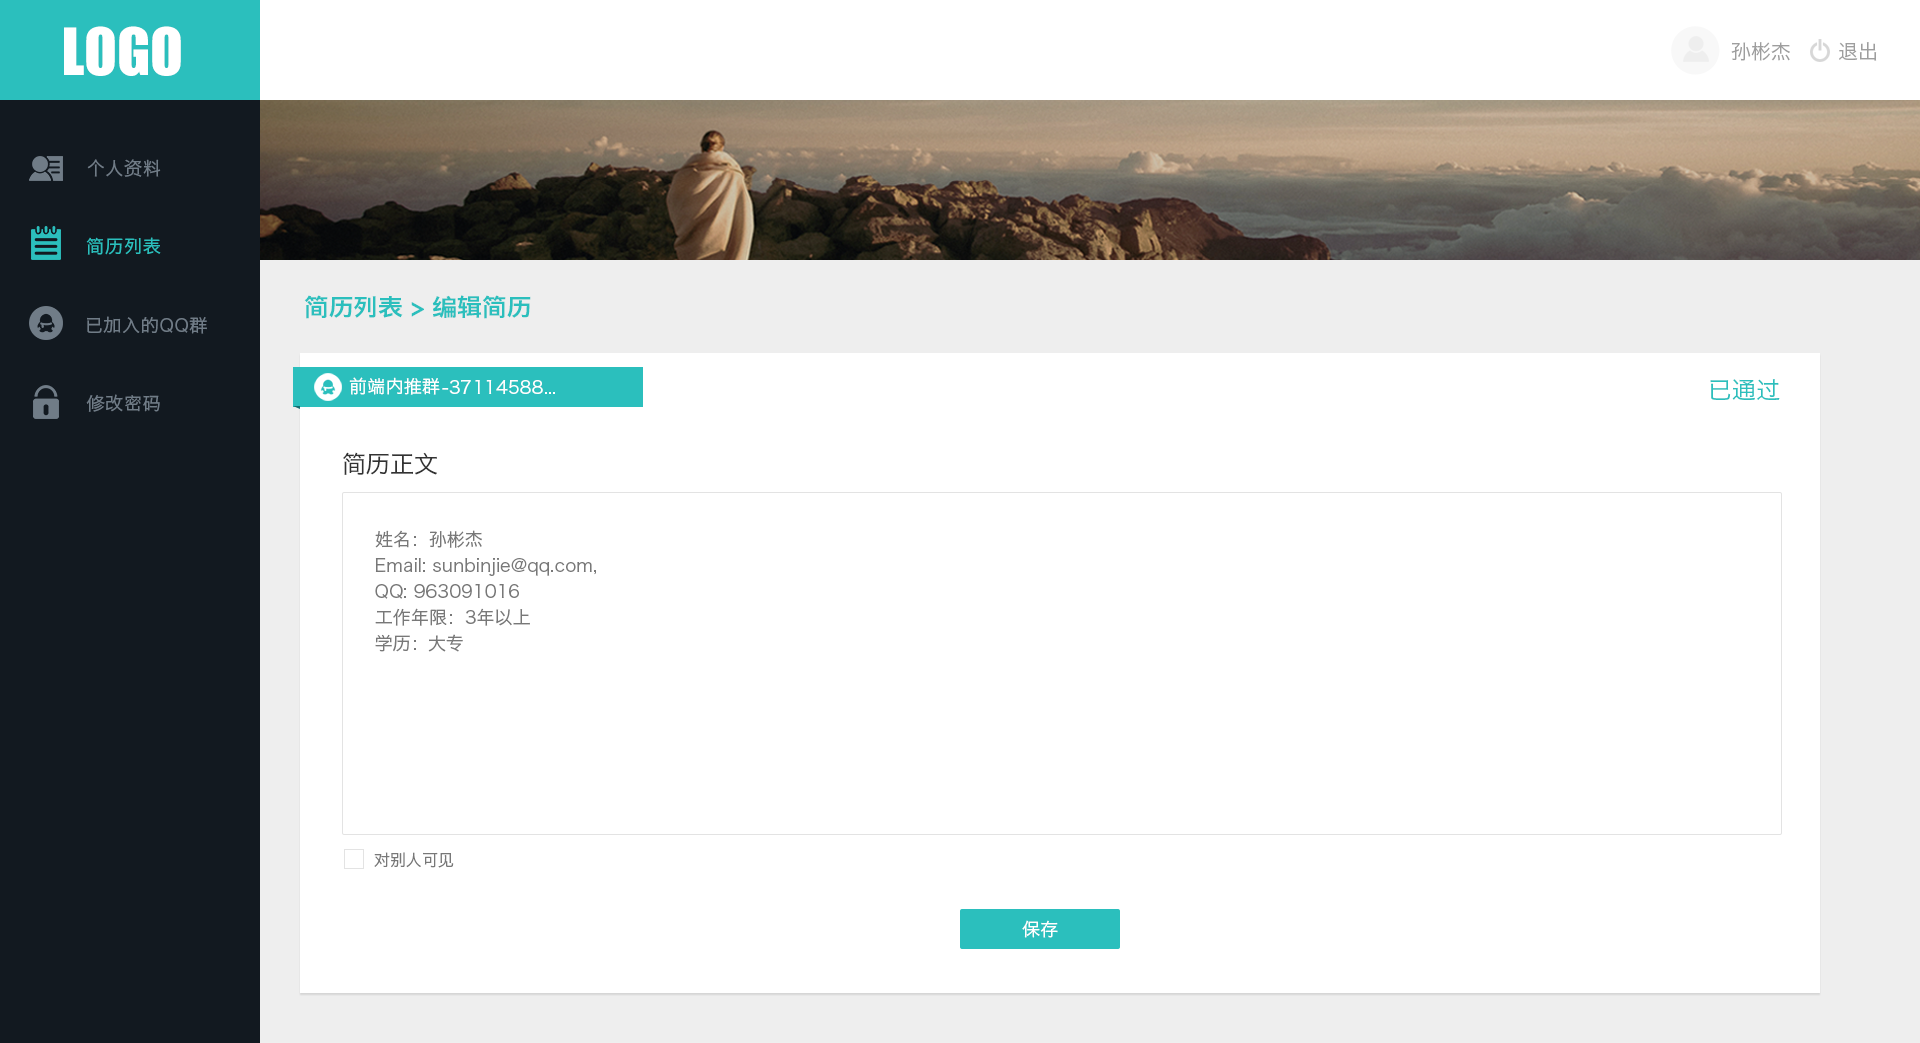 LOGO
孙彬杰
退出
个人资料
简历列表
已加入的QQ群
修改密码
简历列表 > 编辑简历
前端内推群-37114588...
已通过
简历正文
姓名：孙彬杰
Email: sunbinjie@qq.com,
QQ: 963091016
工作年限：3年以上
学历：大专
对别人可见
保存